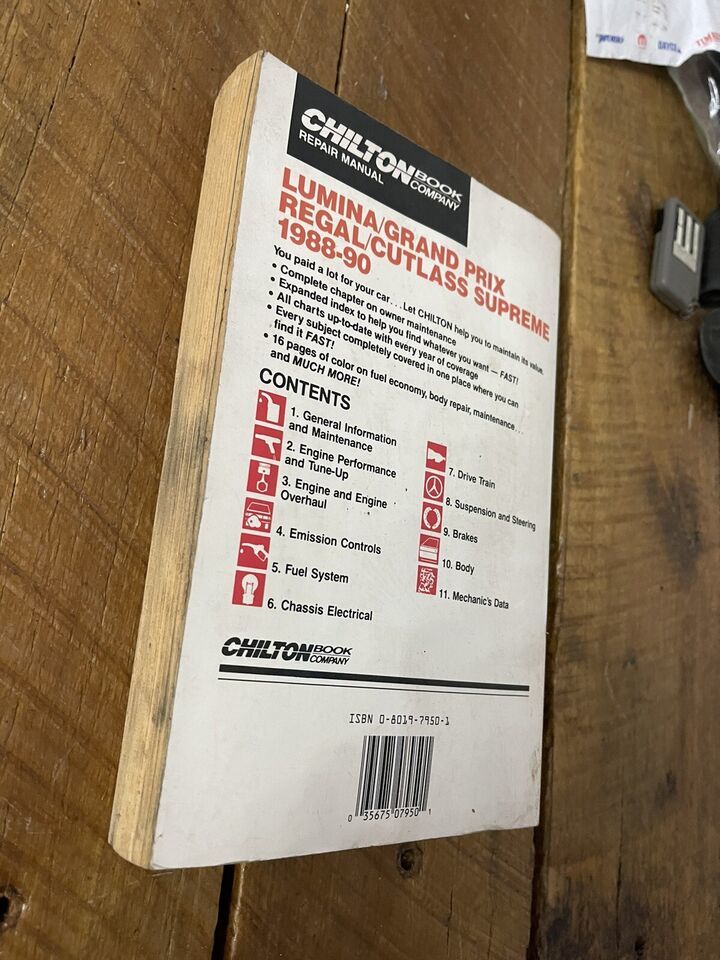 CHILTON BOOK COMPANY
REPAIR MANUAL
LUMINA/GRAND PRIX
REGAL/CUTLASS SUPREME
1988-90
You paid a lot for your car... Let CHILTON help you to maintain its value.
• Complete chapter on owner maintenance
• Expanded index to help you find whatever you want — FAST!
• All charts up-to-date with every year of coverage
• Every subject completely covered in one place where you can
find it FAST!
• 16 pages of color on fuel economy, body repair, maintenance...
and MUCH MORE!
CONTENTS
1. General Information
and Maintenance
2. Engine Performance
and Tune-Up
3. Engine and Engine
Overhaul
4. Emission Controls
5. Fuel System
6. Chassis Electrical
7. Drive Train
8. Suspension and Steering
9. Brakes
10. Body
11. Mechanic's Data
CHILTON BOOK COMPANY
ISBN 0-8019-7950-1
0 35675 07950 1